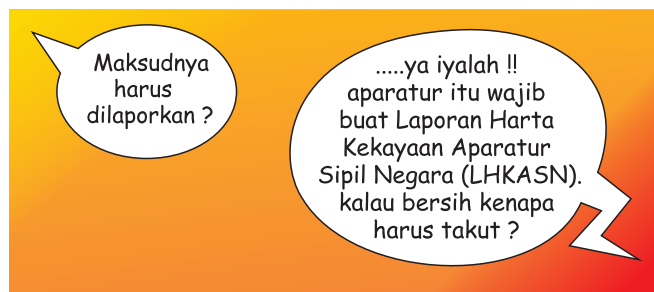 Maksudnya
harus
dilaporkan ?
.....ya iyalah !!
aparatur itu wajib
buat Laporan Harta
Kekayaan Aparatur
Sipil Negara (LHKASN).
kalau bersih kenapa
harus takut ?